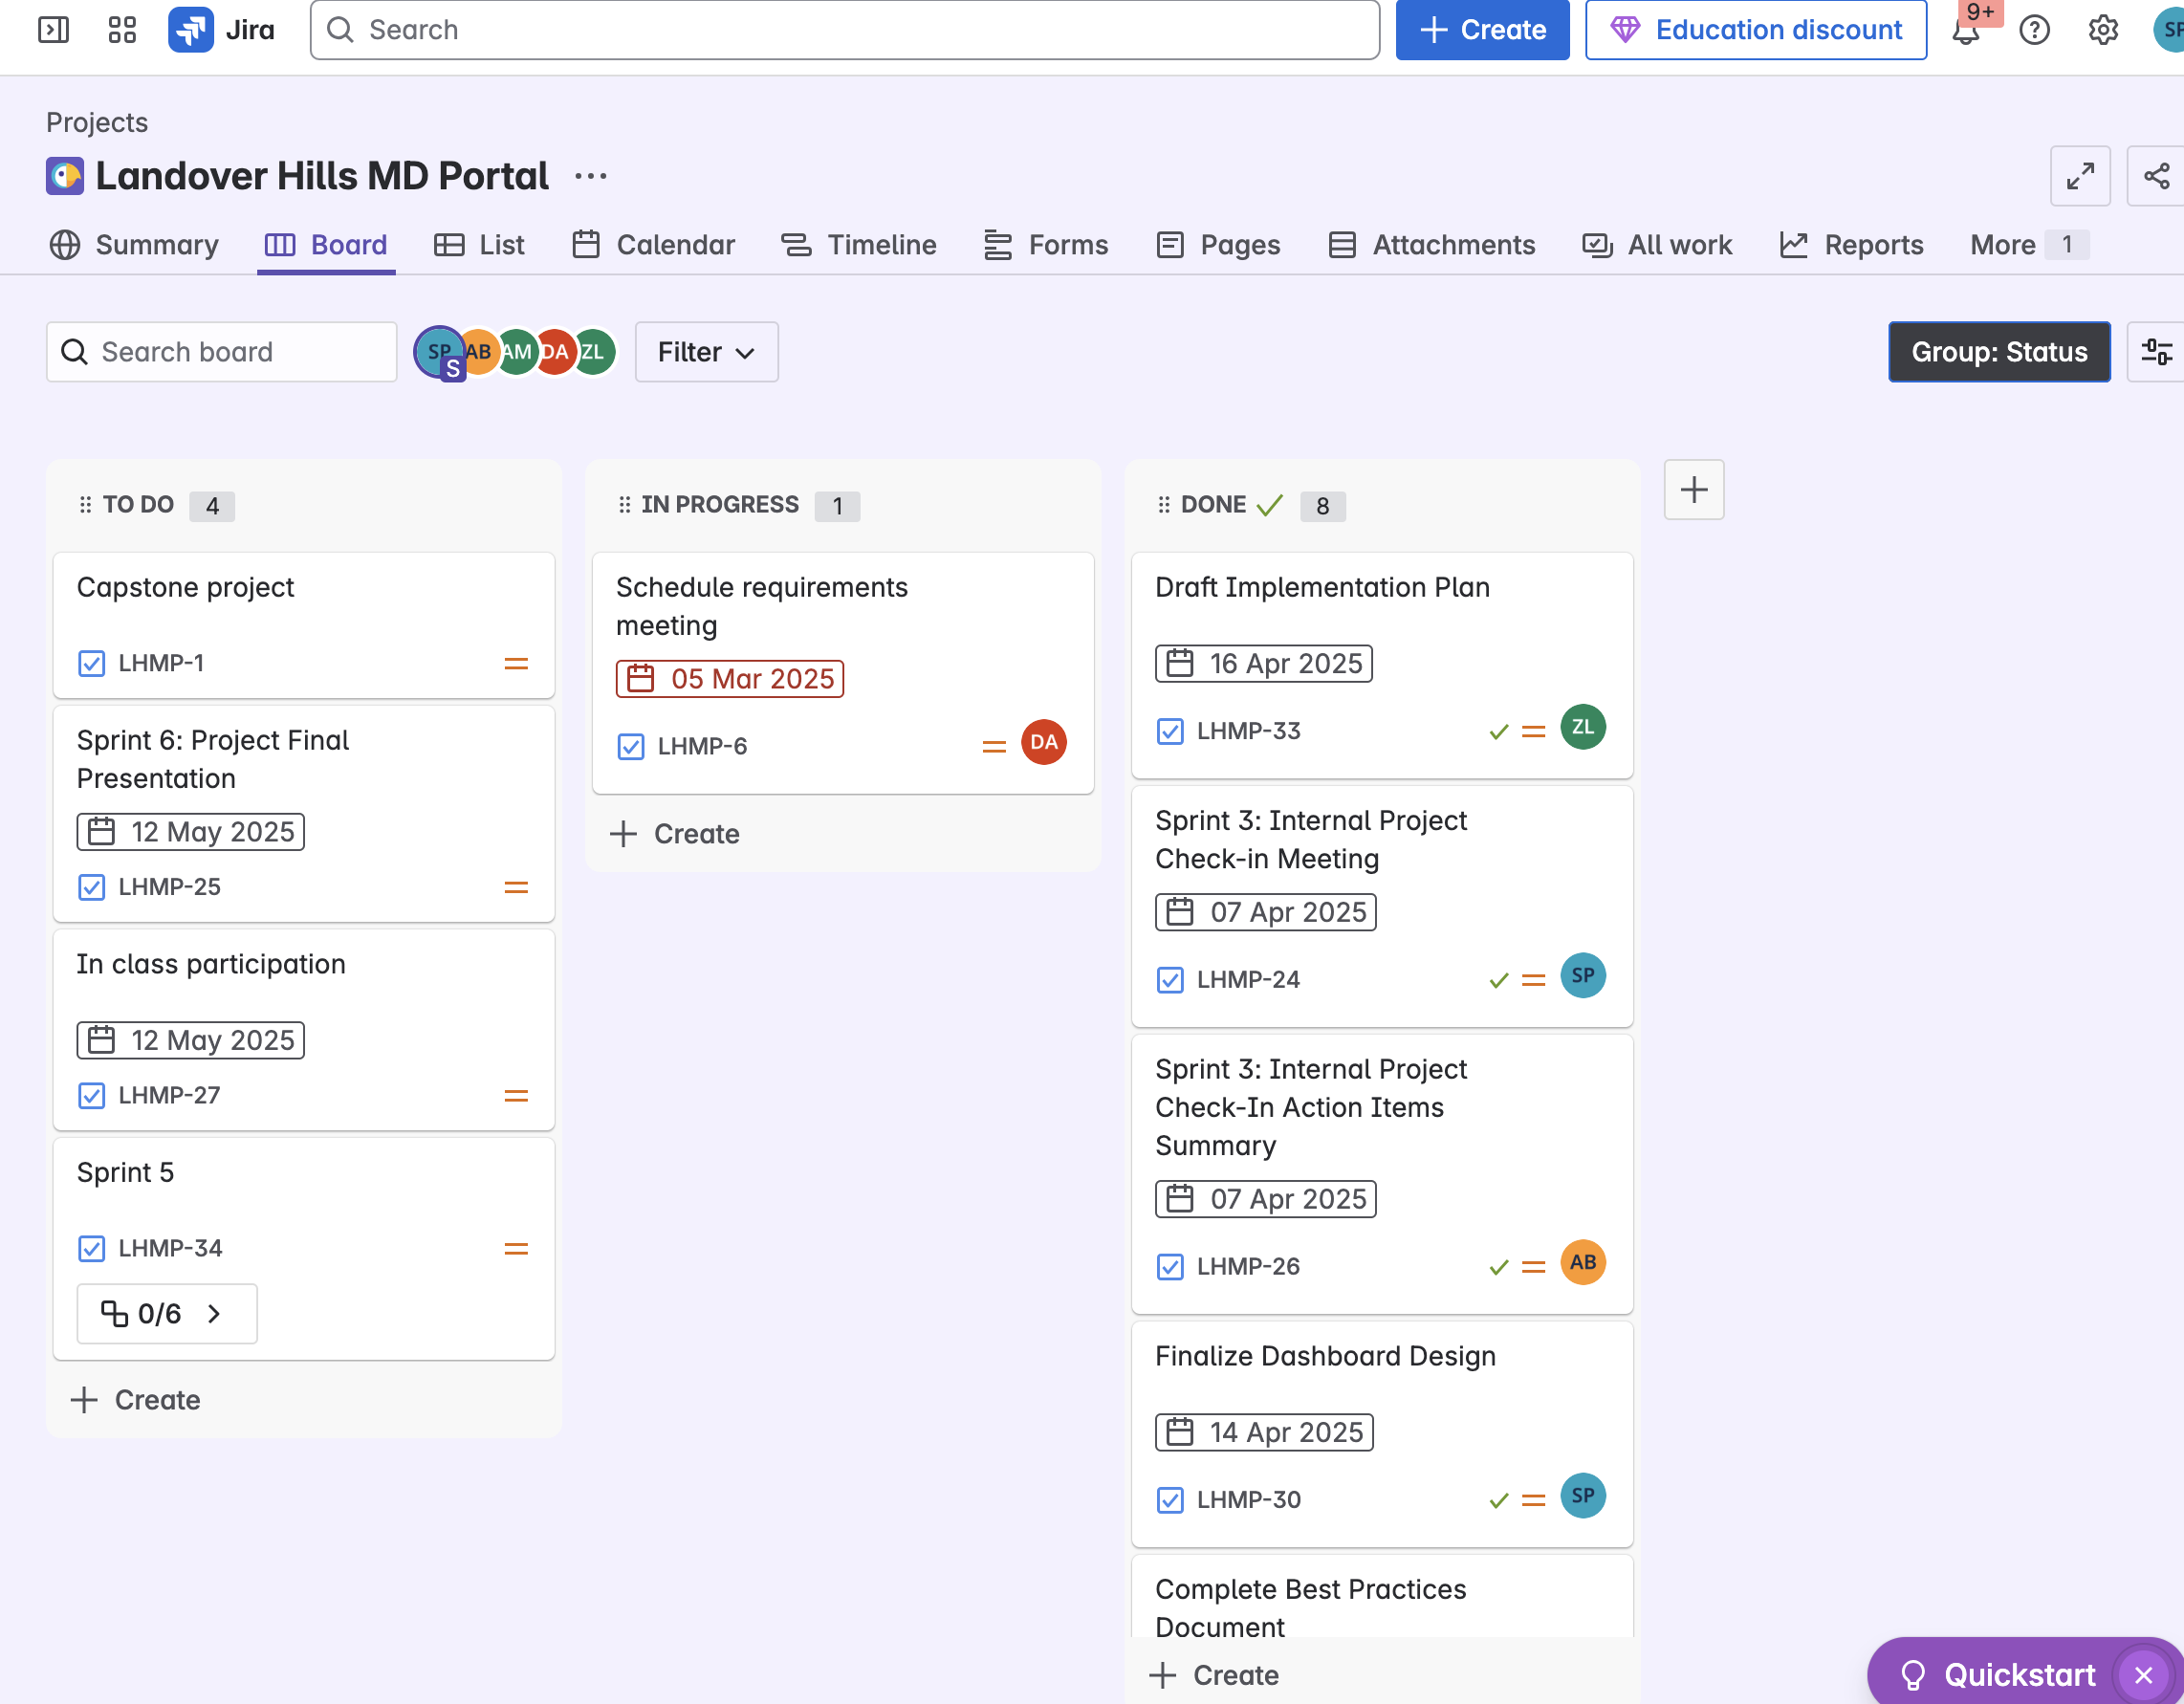 Jira
Search
Create
Education discount
9+
SP
Projects
Landover Hills MD Portal
Summary
Board
List
Calendar
Timeline
Forms
Pages
Attachments
All work
Reports
More 1
Search board
SP
S
AB
AM
DA
ZL
Filter
Group: Status
TO DO 4
Capstone project
LHMP-1
Sprint 6: Project Final
Presentation
12 May 2025
LHMP-25
In class participation
12 May 2025
LHMP-27
Sprint 5
LHMP-34
0/6
Create
IN PROGRESS 1
Schedule requirements
meeting
05 Mar 2025
LHMP-6
DA
Create
DONE 8
Draft Implementation Plan
16 Apr 2025
LHMP-33
ZL
Sprint 3: Internal Project
Check-in Meeting
07 Apr 2025
LHMP-24
SP
Sprint 3: Internal Project
Check-In Action Items
Summary
07 Apr 2025
LHMP-26
AB
Finalize Dashboard Design
14 Apr 2025
LHMP-30
SP
Complete Best Practices
Document
Create
Quickstart